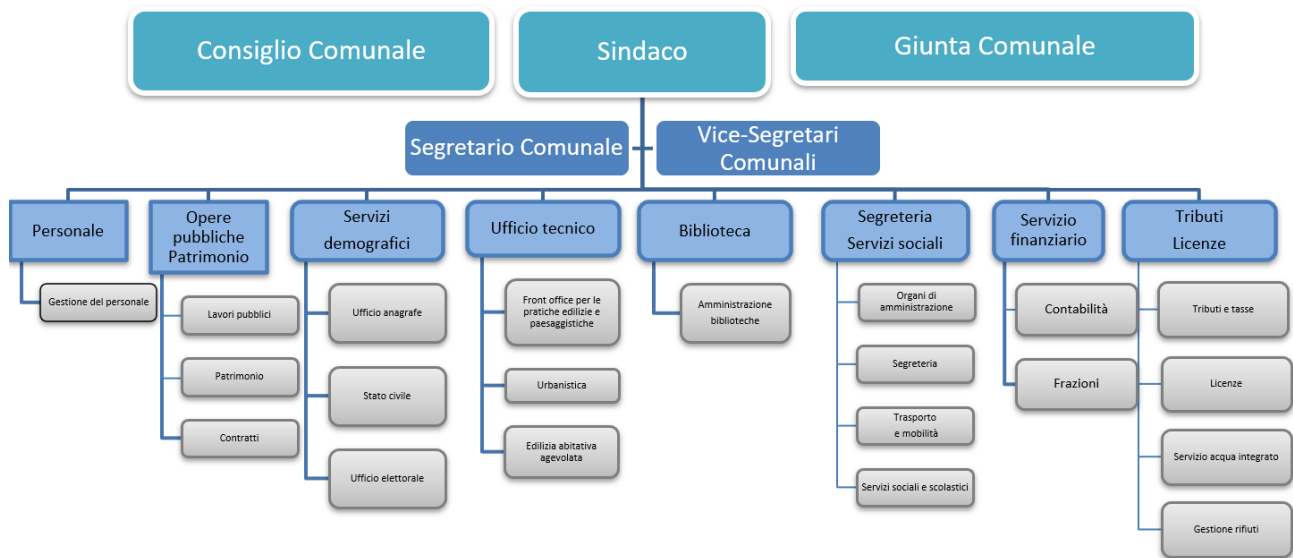 Consiglio Comunale
Sindaco
Giunta Comunale
Segretario Comunale
Vice-Segretari
Comunali
Personale
Opere
pubbliche
Patrimonio
Servizi
demografici
Ufficio tecnico
Biblioteca
Segreteria
Servizi sociali
Servizio
finanziario
Tributi
Licenze
Gestione del personale
Lavori pubblici
Patrimonio
Contratti
Ufficio anagrafe
Stato civile
Ufficio elettorale
Front office per le
pratiche edilizie e
paesaggistiche
Urbanistica
Edilizia abitativa
agevolata
Amministrazione
biblioteche
Organi di
amministrazione
Segreteria
Trasporto
e mobilità
Servizi sociali e scolastici
Contabilità
Frazioni
Tributi e tasse
Licenze
Servizio acqua integrato
Gestione rifiuti